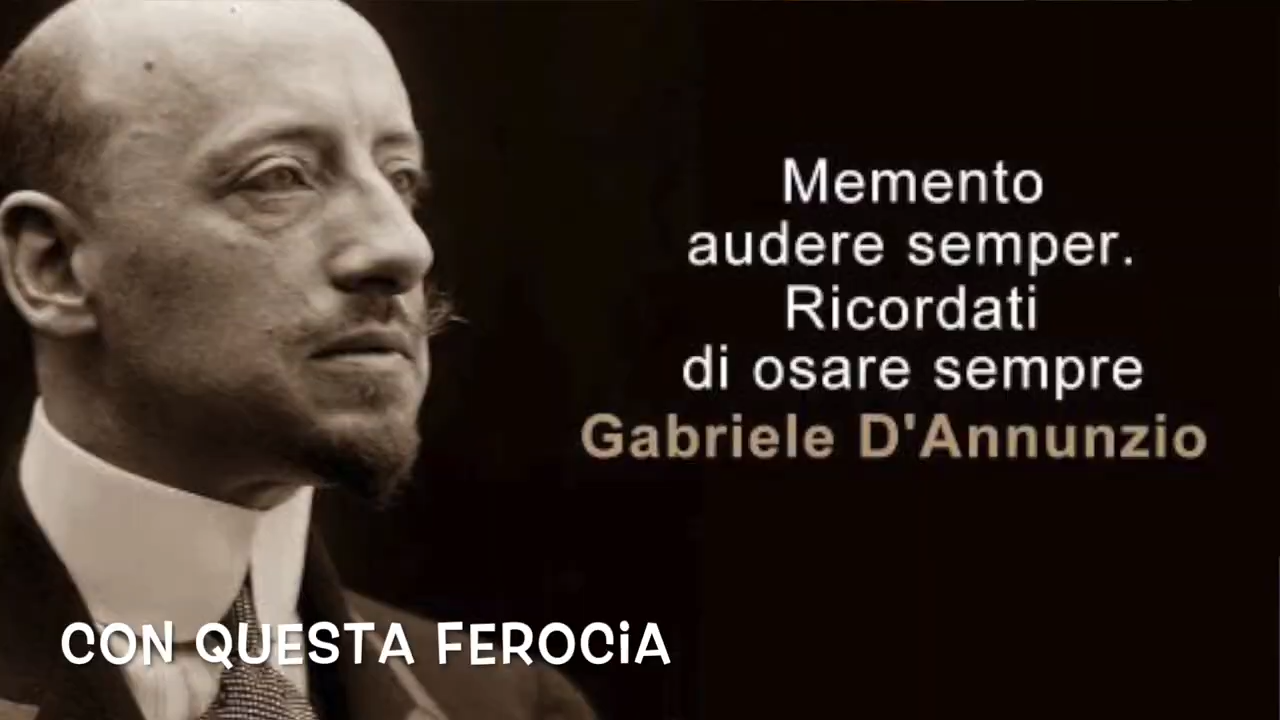 Memento
audere semper.
Ricordati
di osare sempre
Gabriele D'Annunzio
CON QUESTA FEROCiA